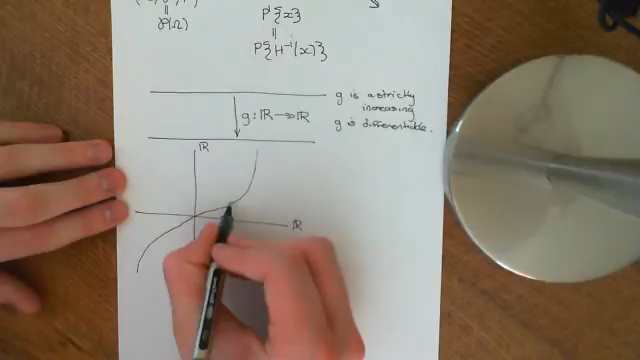 𝒫(Ω)
P'{x}
=
P{H⁻¹(x)}
g: ℝ → ℝ
g is a strictly
increasing
g is differentiable.
ℝ
ℝ